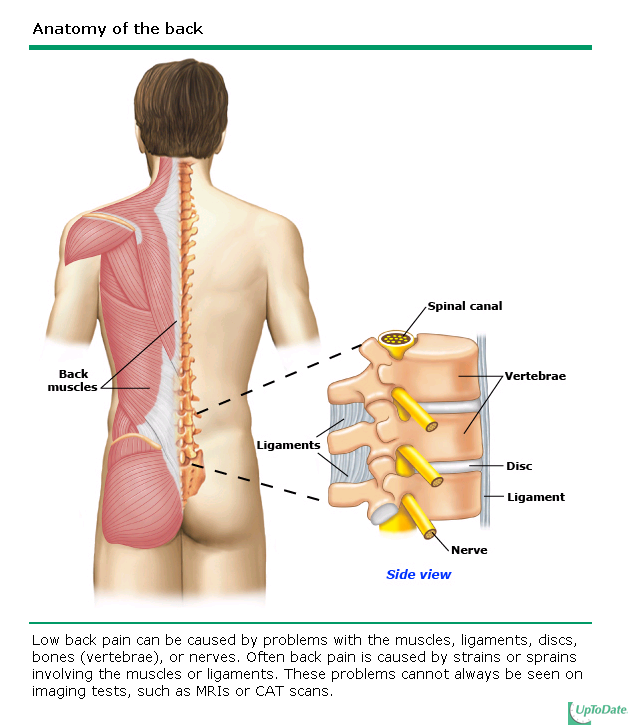 Anatomy of the back
Spinal canal
Back
muscles
Vertebrae
Ligaments
Disc
Ligament
Nerve
Side view
Low back pain can be caused by problems with the muscles, ligaments, discs,
bones (vertebrae), or nerves. Often back pain is caused by strains or sprains
involving the muscles or ligaments. These problems cannot always be seen on
imaging tests, such as MRIs or CAT scans.
UpToDate